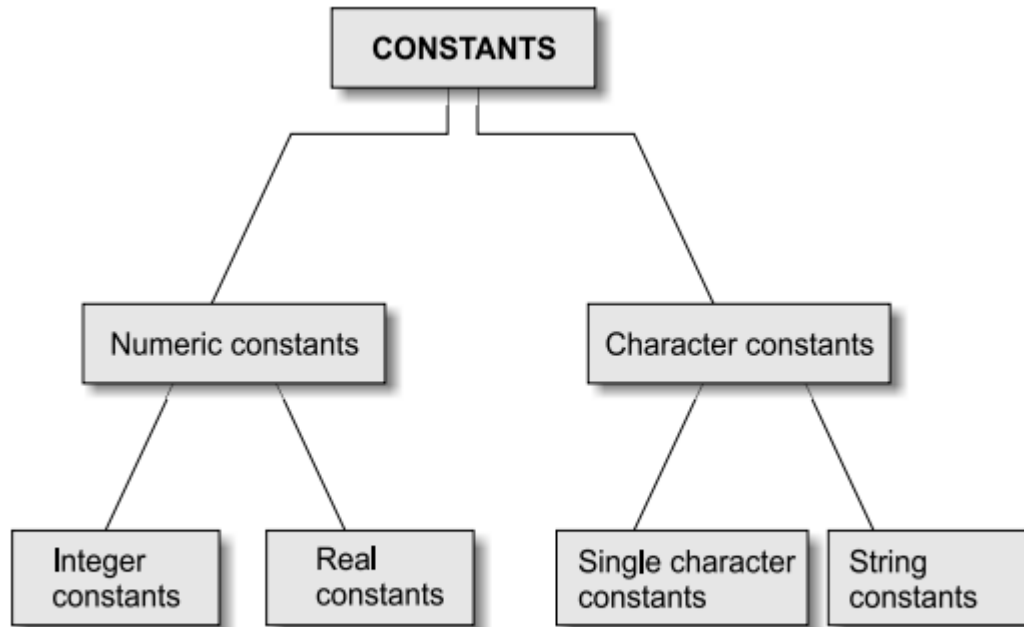 CONSTANTS
Numeric constants
Character constants
Integer
constants
Real
constants
Single character
constants
String
constants